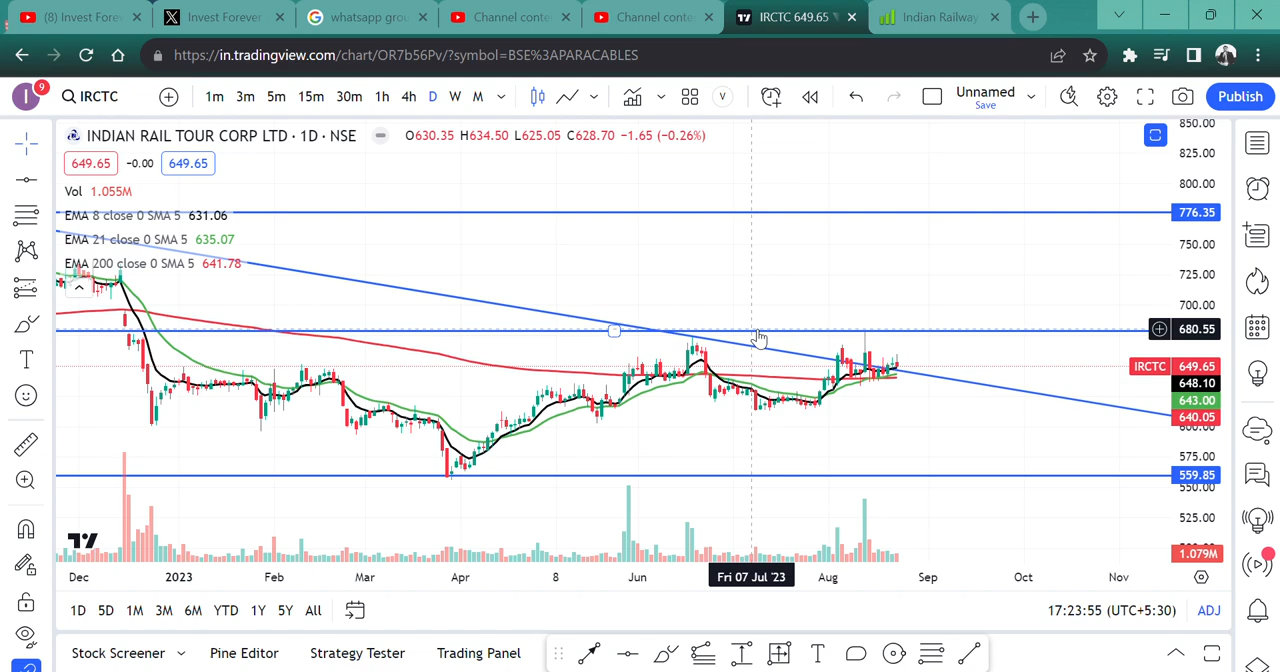 (8) Invest Forev
Invest Forever
whatsapp grou
Channel conte
Channel conte
IRCTC 649.65
Indian Railway
https://in.tradingview.com/chart/OR7b56Pv/?symbol=BSE%3APARACABLES
I
9
IRCTC
1m 3m 5m 15m 30m 1h 4h D W M
V
Unnamed
Save
Publish
INDIAN RAIL TOUR CORP LTD · 1D · NSE
O630.35 H634.50 L625.05 C628.70 −1.65 (−0.26%)
649.65 -0.00 649.65
Vol 1.055M
EMA 8 close 0 SMA 5 631.06
EMA 21 close 0 SMA 5 635.07
EMA 200 close 0 SMA 5 641.78
850.00
825.00
800.00
776.35
750.00
725.00
700.00
680.55
IRCTC 649.65
648.10
643.00
640.05
600.00
575.00
559.85
550.00
525.00
1.079M
Dec 2023 Feb Mar Apr 8 Jun Fri 07 Jul '23 Aug Sep Oct Nov
1D 5D 1M 3M 6M YTD 1Y 5Y All
17:23:55 (UTC+5:30) ADJ
Stock Screener Pine Editor Strategy Tester Trading Panel